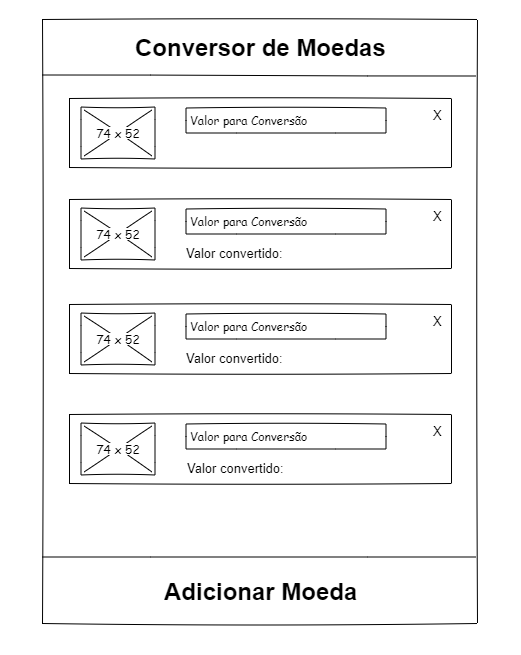 Conversor de Moedas
74 x 52
Valor para Conversão
X
74 x 52
Valor para Conversão
X
Valor convertido:
74 x 52
Valor para Conversão
X
Valor convertido:
74 x 52
Valor para Conversão
X
Valor convertido:
Adicionar Moeda